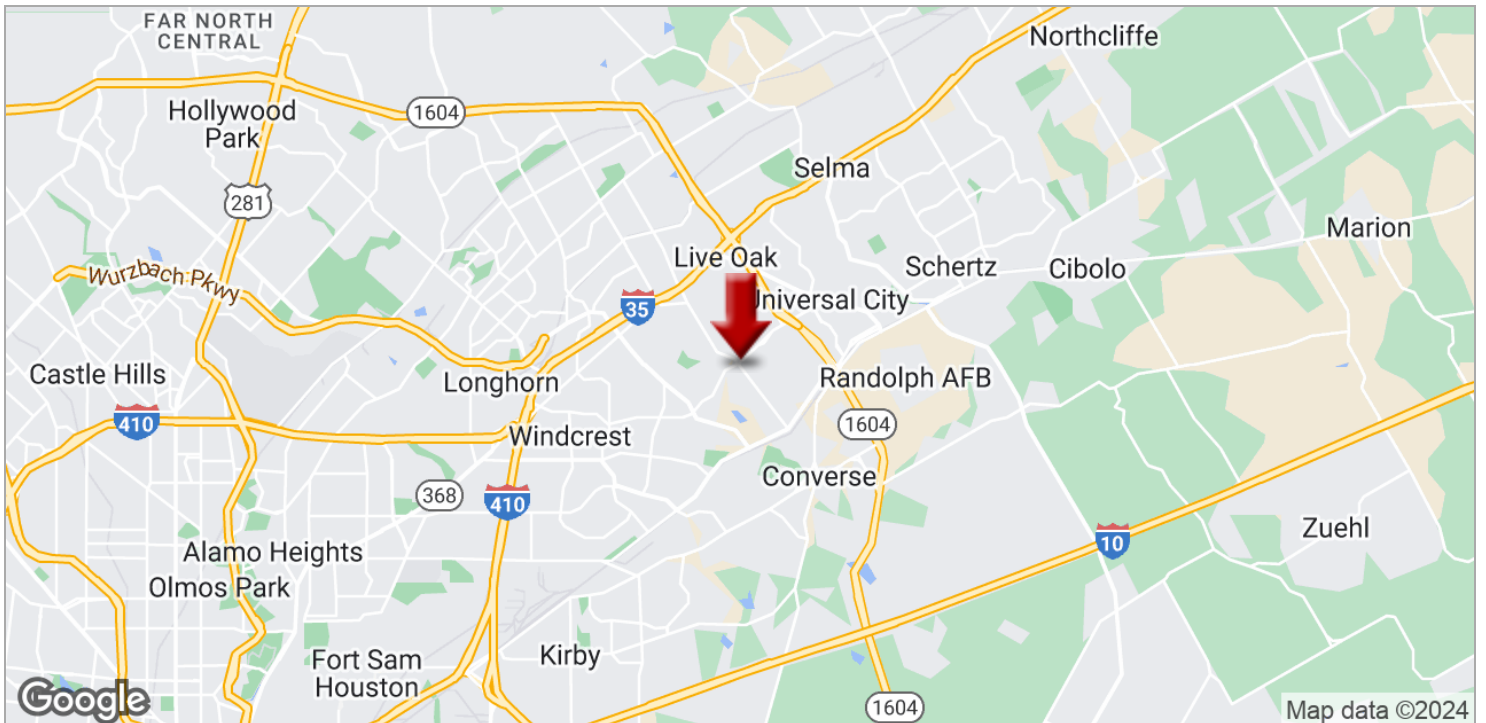 FAR NORTH
CENTRAL
Northcliffe
Hollywood
Park
1604
Selma
281
Marion
Live Oak
Schertz
Cibolo
Wurzbach Pkwy
35
Universal City
Castle Hills
Longhorn
Randolph AFB
410
1604
Windcrest
Converse
368
410
Zuehl
10
Alamo Heights
Olmos Park
Kirby
Fort Sam
Houston
Google
1604
Map data ©2024